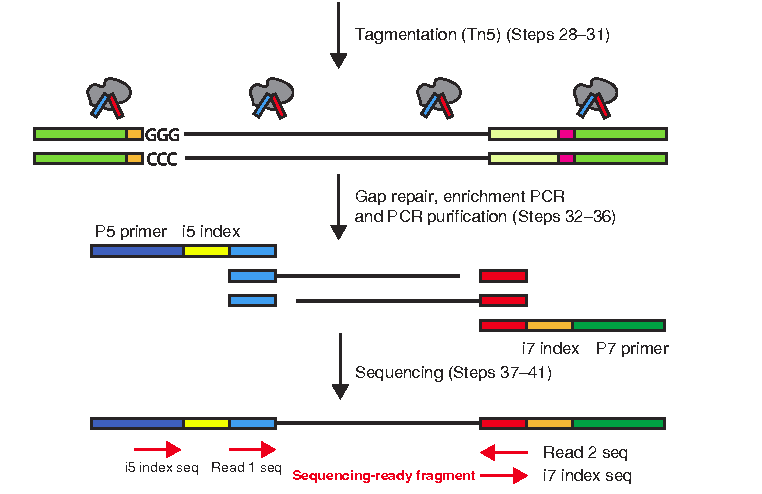 Tagmentation (Tn5) (Steps 28–31)
GGG
CCC
Gap repair, enrichment PCR
and PCR purification (Steps 32–36)
P5 primer i5 index
i7 index P7 primer
Sequencing (Steps 37–41)
i5 index seq Read 1 seq
Read 2 seq
Sequencing-ready fragment
i7 index seq